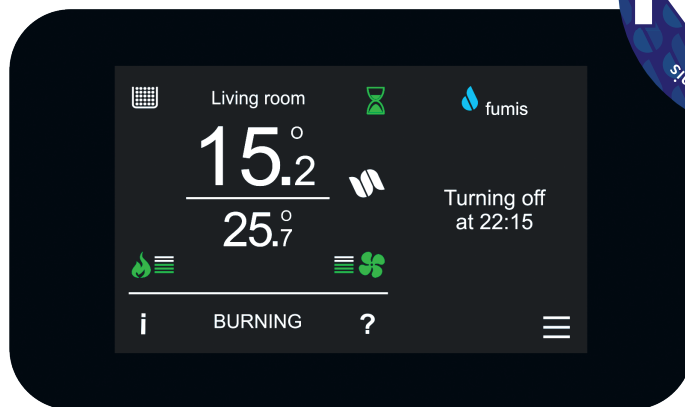 Living room
fumis
15.2°
25.7°
Turning off
at 22:15
i BURNING ?